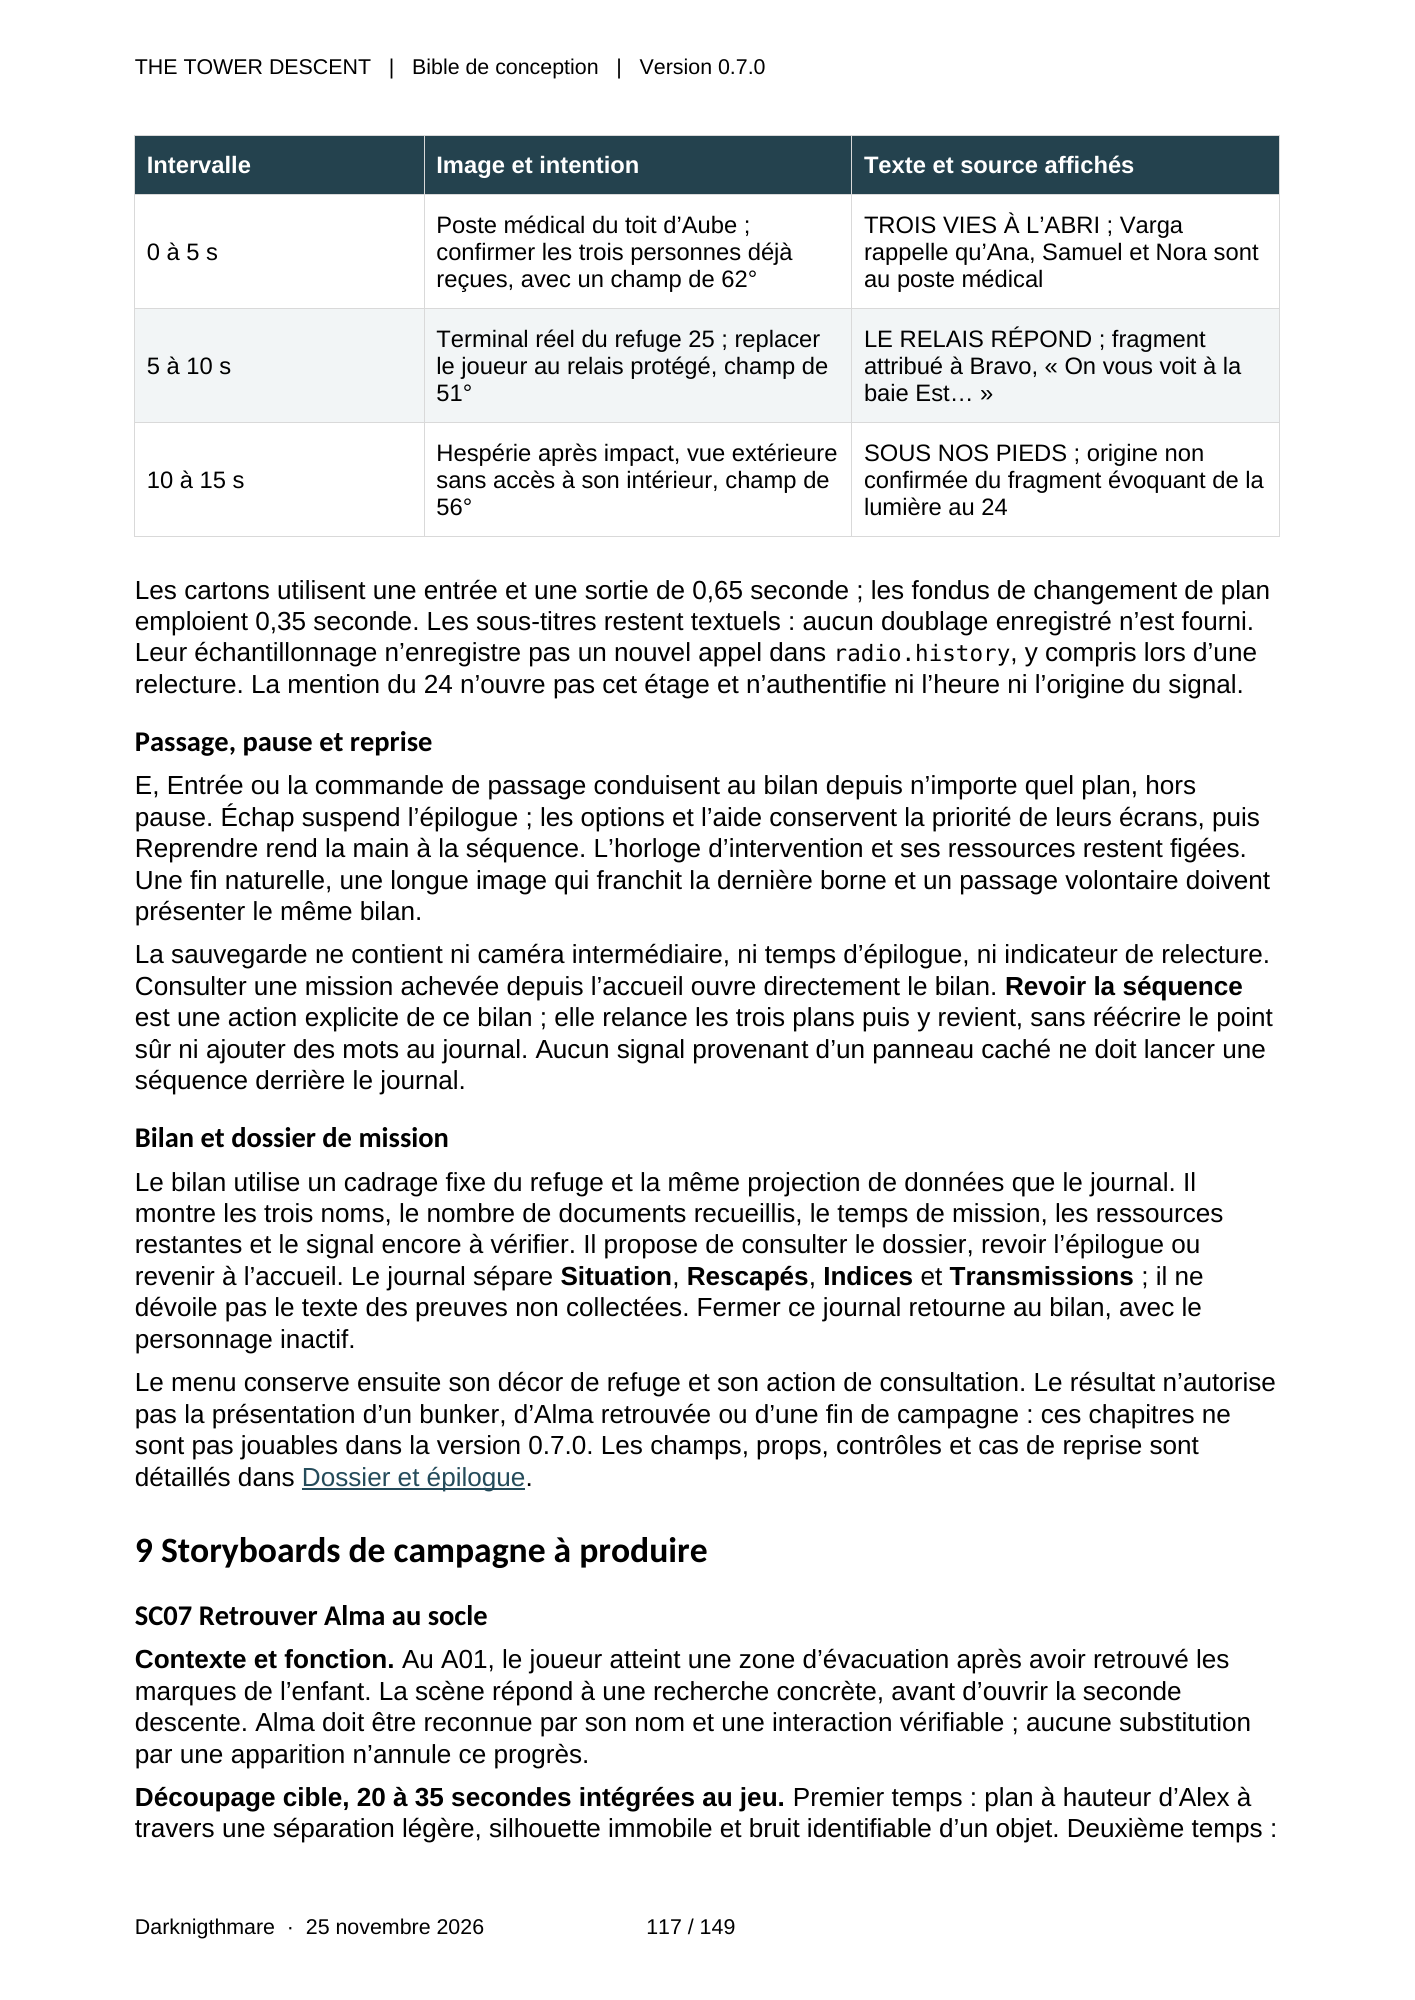 THE TOWER DESCENT | Bible de conception | Version 0.7.0
Intervalle
Image et intention
Texte et source affichés
0 à 5 s
Poste médical du toit d’Aube ;
confirmer les trois personnes déjà
reçues, avec un champ de 62°
TROIS VIES À L’ABRI ; Varga
rappelle qu’Ana, Samuel et Nora sont
au poste médical
5 à 10 s
Terminal réel du refuge 25 ; replacer
le joueur au relais protégé, champ de
51°
LE RELAIS RÉPOND ; fragment
attribué à Bravo, « On vous voit à la
baie Est… »
10 à 15 s
Hespérie après impact, vue extérieure
sans accès à son intérieur, champ de
56°
SOUS NOS PIEDS ; origine non
confirmée du fragment évoquant de la
lumière au 24
Les cartons utilisent une entrée et une sortie de 0,65 seconde ; les fondus de changement de plan
emploient 0,35 seconde. Les sous-titres restent textuels : aucun doublage enregistré n’est fourni.
Leur échantillonnage n’enregistre pas un nouvel appel dans radio.history, y compris lors d’une
relecture. La mention du 24 n’ouvre pas cet étage et n’authentifie ni l’heure ni l’origine du signal.
Passage, pause et reprise
E, Entrée ou la commande de passage conduisent au bilan depuis n’importe quel plan, hors
pause. Échap suspend l’épilogue ; les options et l’aide conservent la priorité de leurs écrans, puis
Reprendre rend la main à la séquence. L’horloge d’intervention et ses ressources restent figées.
Une fin naturelle, une longue image qui franchit la dernière borne et un passage volontaire doivent
présenter le même bilan.
La sauvegarde ne contient ni caméra intermédiaire, ni temps d’épilogue, ni indicateur de relecture.
Consulter une mission achevée depuis l’accueil ouvre directement le bilan. Revoir la séquence
est une action explicite de ce bilan ; elle relance les trois plans puis y revient, sans réécrire le point
sûr ni ajouter des mots au journal. Aucun signal provenant d’un panneau caché ne doit lancer une
séquence derrière le journal.
Bilan et dossier de mission
Le bilan utilise un cadrage fixe du refuge et la même projection de données que le journal. Il
montre les trois noms, le nombre de documents recueillis, le temps de mission, les ressources
restantes et le signal encore à vérifier. Il propose de consulter le dossier, revoir l’épilogue ou
revenir à l’accueil. Le journal sépare Situation, Rescapés, Indices et Transmissions ; il ne
dévoile pas le texte des preuves non collectées. Fermer ce journal retourne au bilan, avec le
personnage inactif.
Le menu conserve ensuite son décor de refuge et son action de consultation. Le résultat n’autorise
pas la présentation d’un bunker, d’Alma retrouvée ou d’une fin de campagne : ces chapitres ne
sont pas jouables dans la version 0.7.0. Les champs, props, contrôles et cas de reprise sont
détaillés dans Dossier et épilogue.
9 Storyboards de campagne à produire
SC07 Retrouver Alma au socle
Contexte et fonction. Au A01, le joueur atteint une zone d’évacuation après avoir retrouvé les
marques de l’enfant. La scène répond à une recherche concrète, avant d’ouvrir la seconde
descente. Alma doit être reconnue par son nom et une interaction vérifiable ; aucune substitution
par une apparition n’annule ce progrès.
Découpage cible, 20 à 35 secondes intégrées au jeu. Premier temps : plan à hauteur d’Alex à
travers une séparation légère, silhouette immobile et bruit identifiable d’un objet. Deuxième temps :
Darknigthmare · 25 novembre 2026
117 / 149